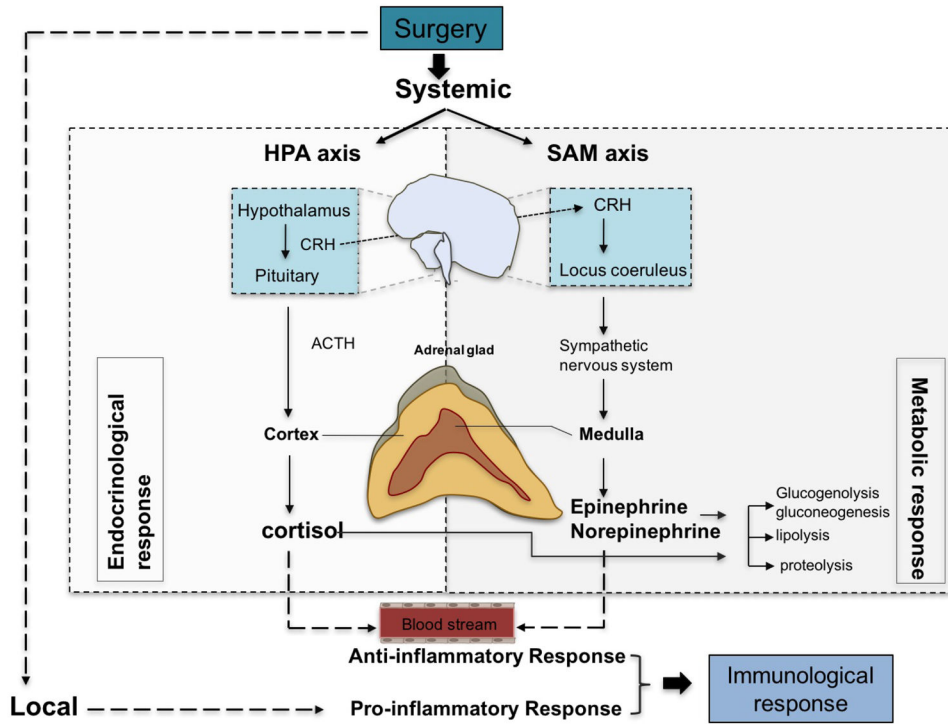 Surgery
Systemic
HPA axis
SAM axis
Hypothalamus
CRH
Pituitary
CRH
Locus coeruleus
ACTH
Adrenal glad
Sympathetic
nervous system
Endocrinological
response
Metabolic response
Cortex
Medulla
cortisol
Epinephrine
Norepinephrine
Glucogenolysis
gluconeogenesis
lipolysis
proteolysis
Blood stream
Anti-inflammatory Response
Immunological
response
Local
Pro-inflammatory Response